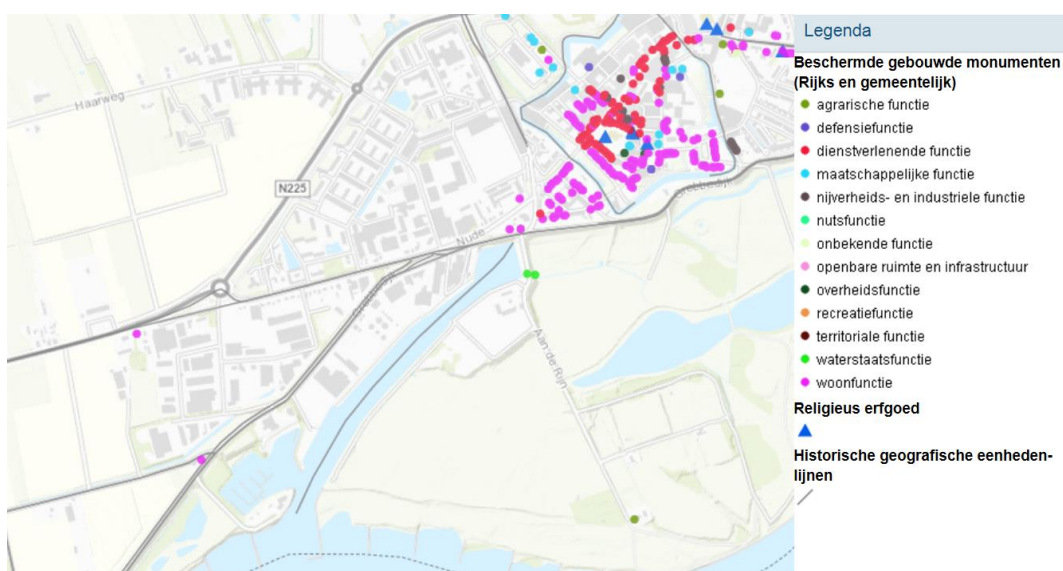 Haarweg
N225
Nude
Grebbedijk
Grebbedijk
Aan de Rijn
Legenda
Beschermde gebouwde monumenten
(Rijks en gemeentelijk)
agrarische functie
defensiefunctie
dienstverlenende functie
maatschappelijke functie
nijverheids- en industriele functie
nutsfunctie
onbekende functie
openbare ruimte en infrastructuur
overheidsfunctie
recreatiefunctie
territoriale functie
waterstaatsfunctie
woonfunctie
Religieus erfgoed
Historische geografische eenheden-
lijnen